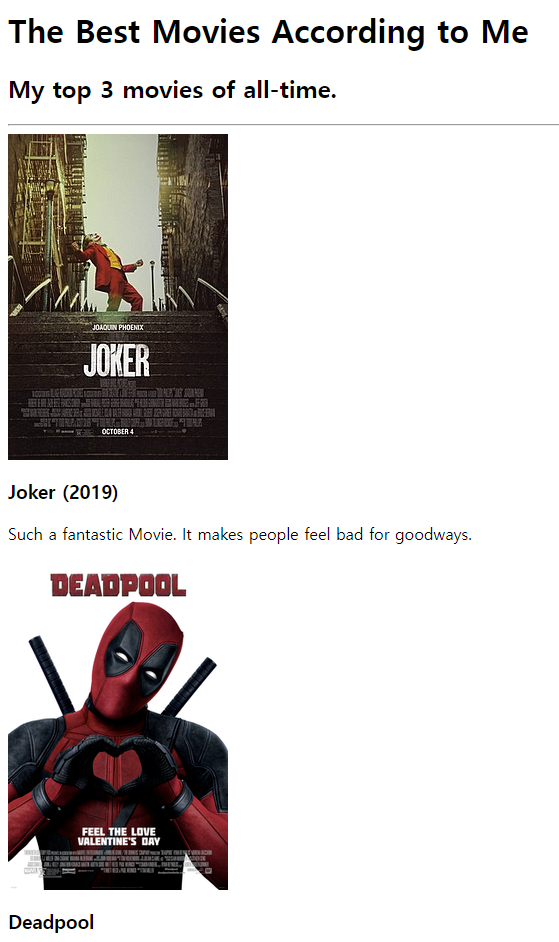 The Best Movies According to Me
My top 3 movies of all-time.
JOAQUIN PHOENIX
JOKER
OCTOBER 4
Joker (2019)
Such a fantastic Movie. It makes people feel bad for goodways.
DEADPOOL
FEEL THE LOVE
VALENTINE'S DAY
Deadpool